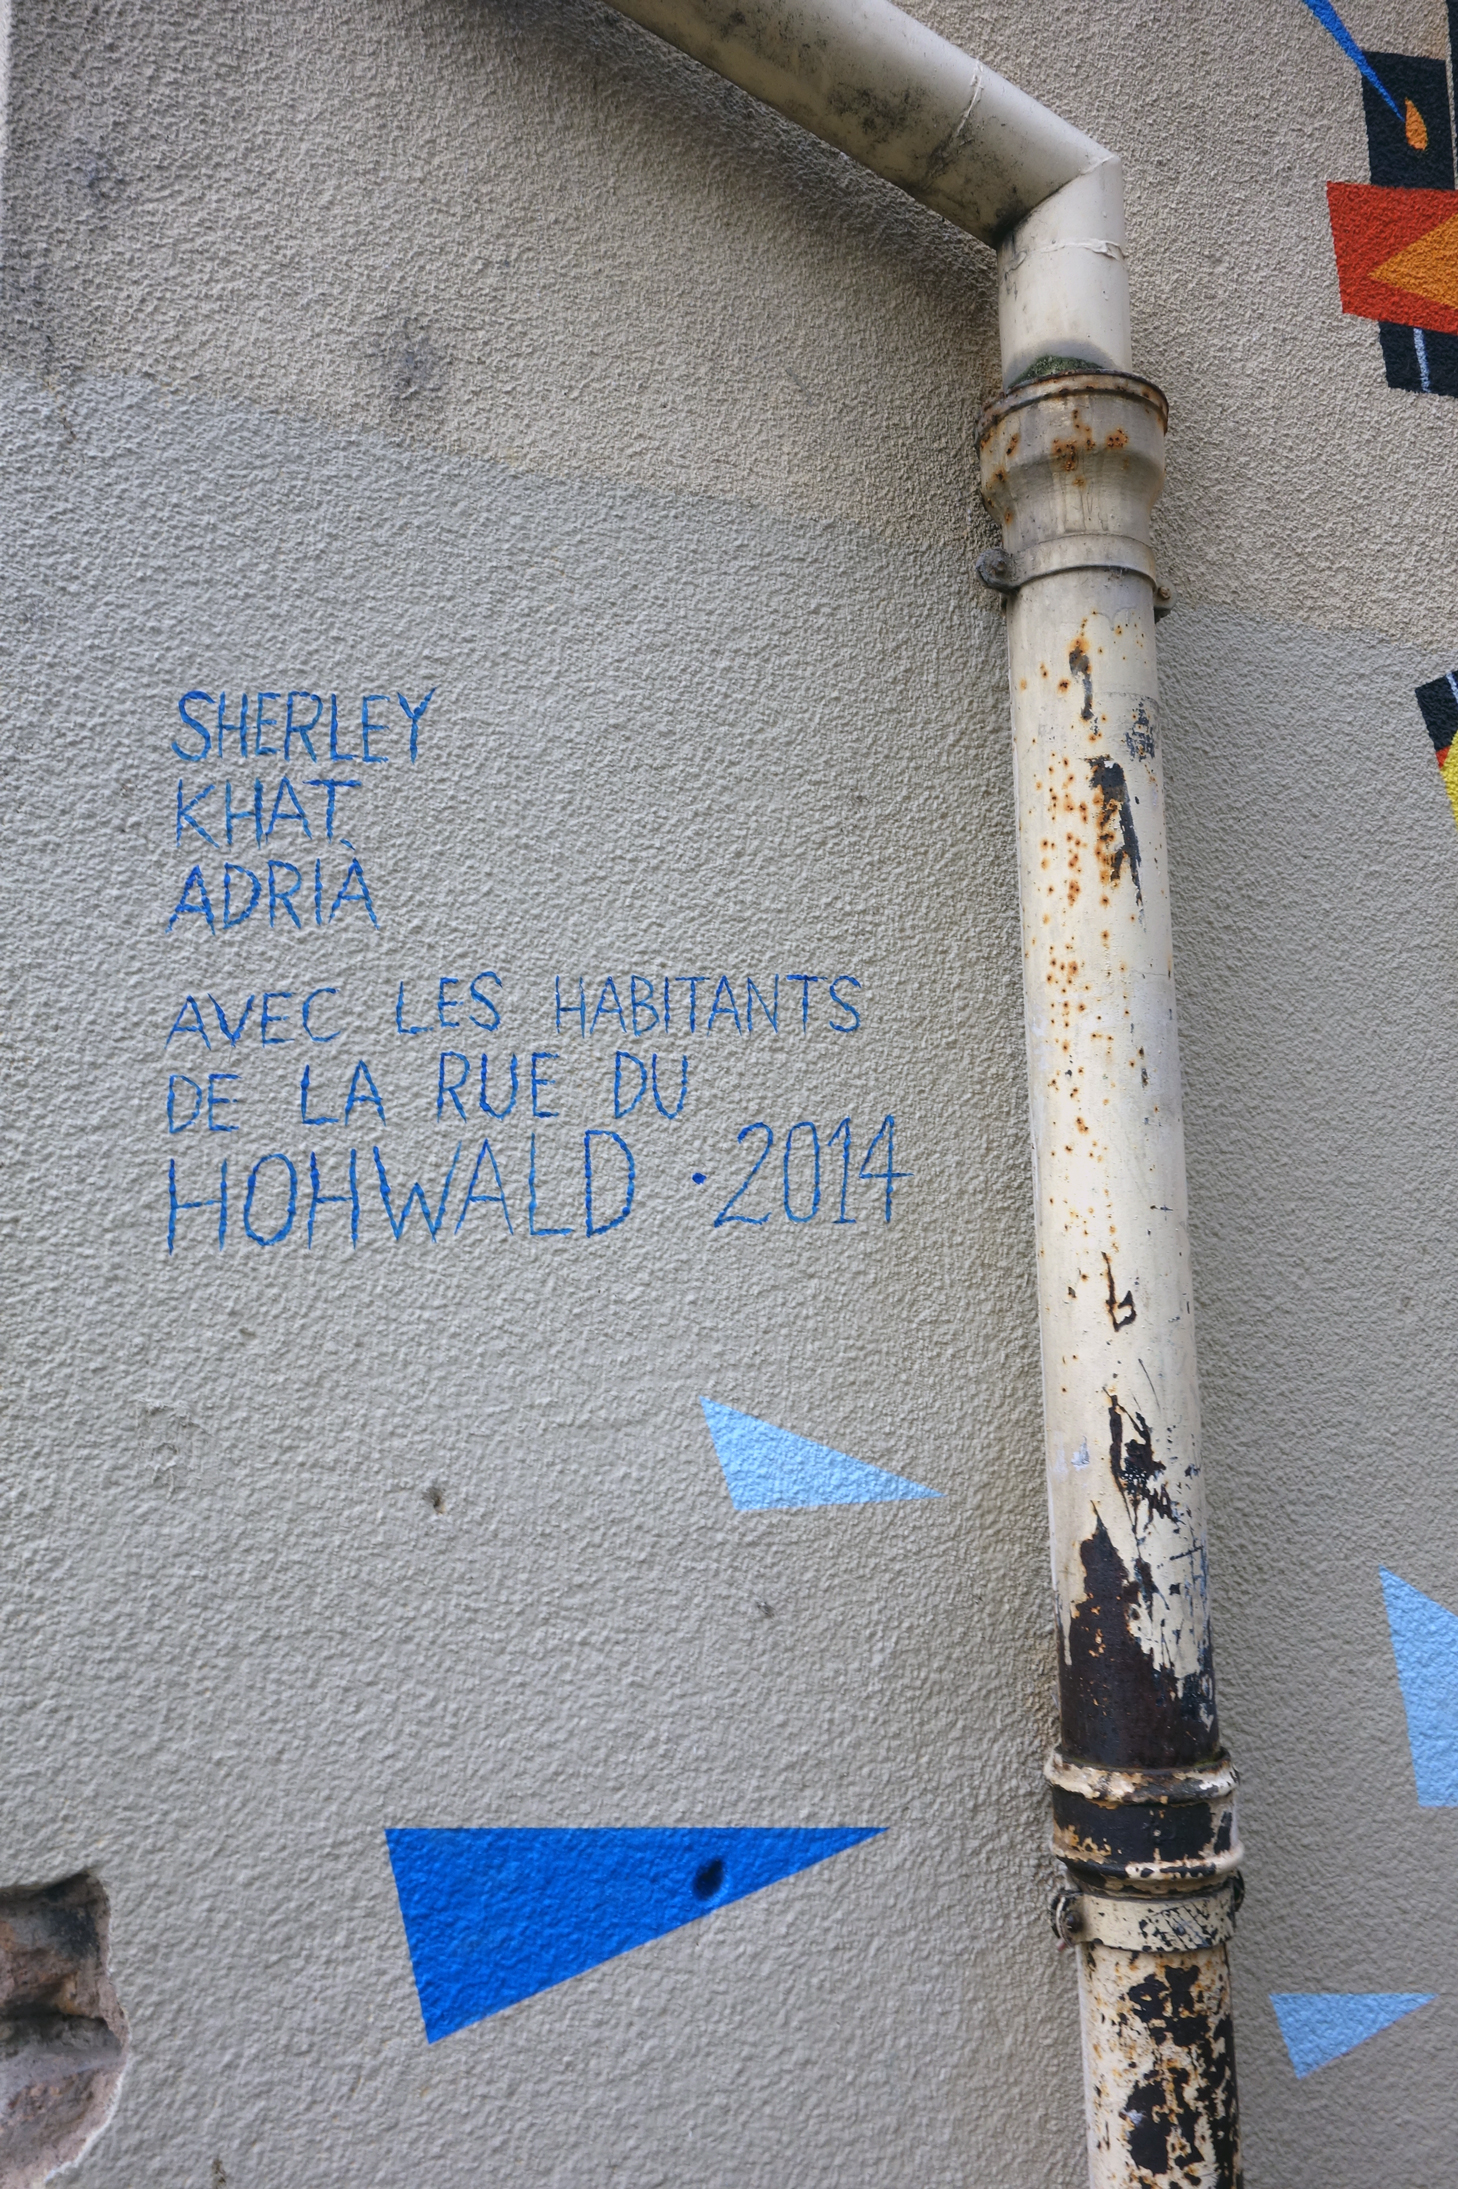 SHERLEY
KHAT
ADRIÀ
AVEC LES HABITANTS
DE LA RUE DU
HOHWALD · 2014